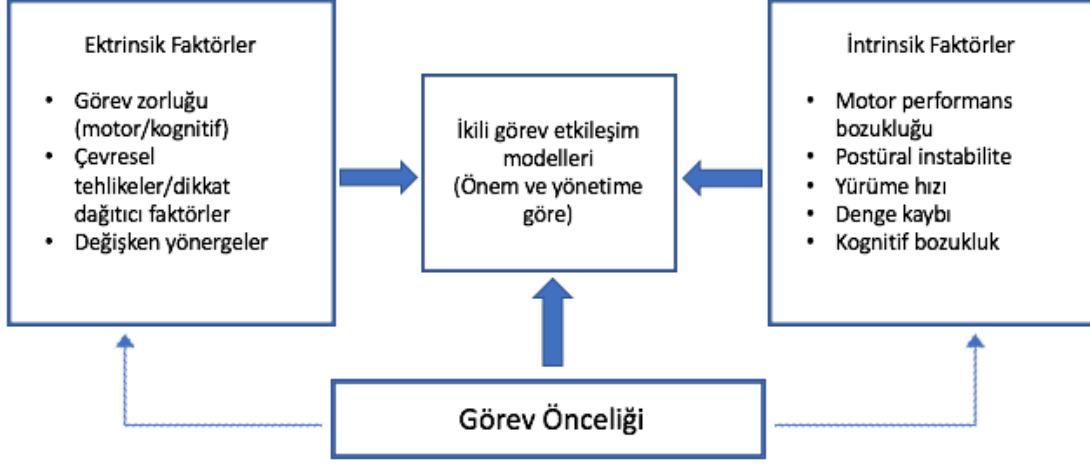 Ektrinsik Faktörler
• Görev zorluğu
(motor/kognitif)
• Çevresel
tehlikeler/dikkat
dağıtıcı faktörler
• Değişken yönergeler
İkili görev etkileşim
modelleri
(Önem ve yönetime
göre)
İntrinsik Faktörler
• Motor performans
bozukluğu
• Postüral instabilite
• Yürüme hızı
• Denge kaybı
• Kognitif bozukluk
Görev Önceliği